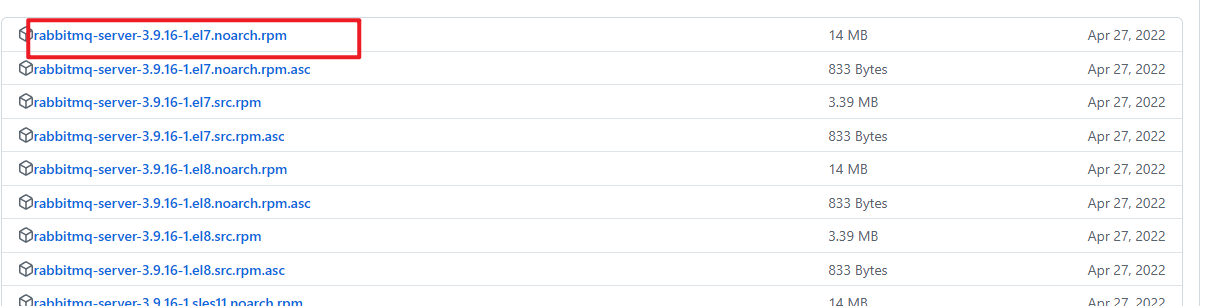 rabbitmq-server-3.9.16-1.el7.noarch.rpm 14 MB Apr 27, 2022
rabbitmq-server-3.9.16-1.el7.noarch.rpm.asc 833 Bytes Apr 27, 2022
rabbitmq-server-3.9.16-1.el7.src.rpm 3.39 MB Apr 27, 2022
rabbitmq-server-3.9.16-1.el7.src.rpm.asc 833 Bytes Apr 27, 2022
rabbitmq-server-3.9.16-1.el8.noarch.rpm 14 MB Apr 27, 2022
rabbitmq-server-3.9.16-1.el8.noarch.rpm.asc 833 Bytes Apr 27, 2022
rabbitmq-server-3.9.16-1.el8.src.rpm 3.39 MB Apr 27, 2022
rabbitmq-server-3.9.16-1.el8.src.rpm.asc 833 Bytes Apr 27, 2022
rabbitmq-server-3.9.16-1.sles11.noarch.rpm 14 MB Apr 27, 2022